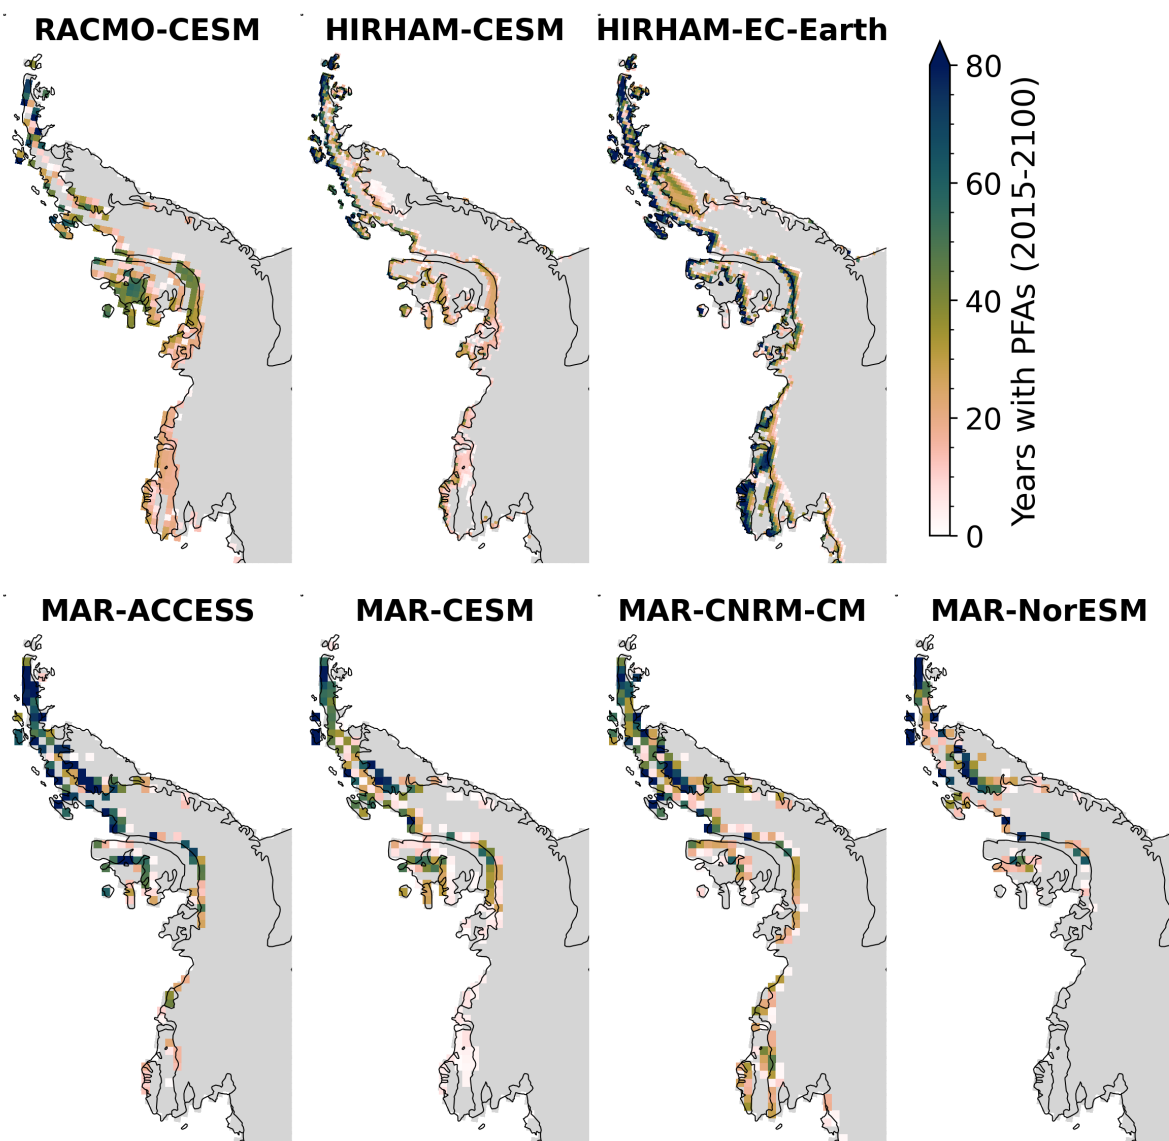 RACMO-CESM
HIRHAM-CESM
HIRHAM-EC-Earth
80
60
40
20
0
Years with PFAs (2015-2100)
MAR-ACCESS
MAR-CESM
MAR-CNRM-CM
MAR-NorESM